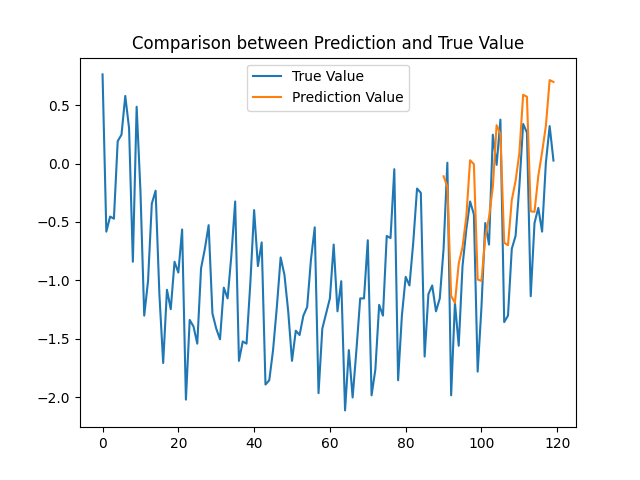 Comparison between Prediction and True Value
True Value
Prediction Value
0.5
0.0
−0.5
−1.0
−1.5
−2.0
0 20 40 60 80 100 120